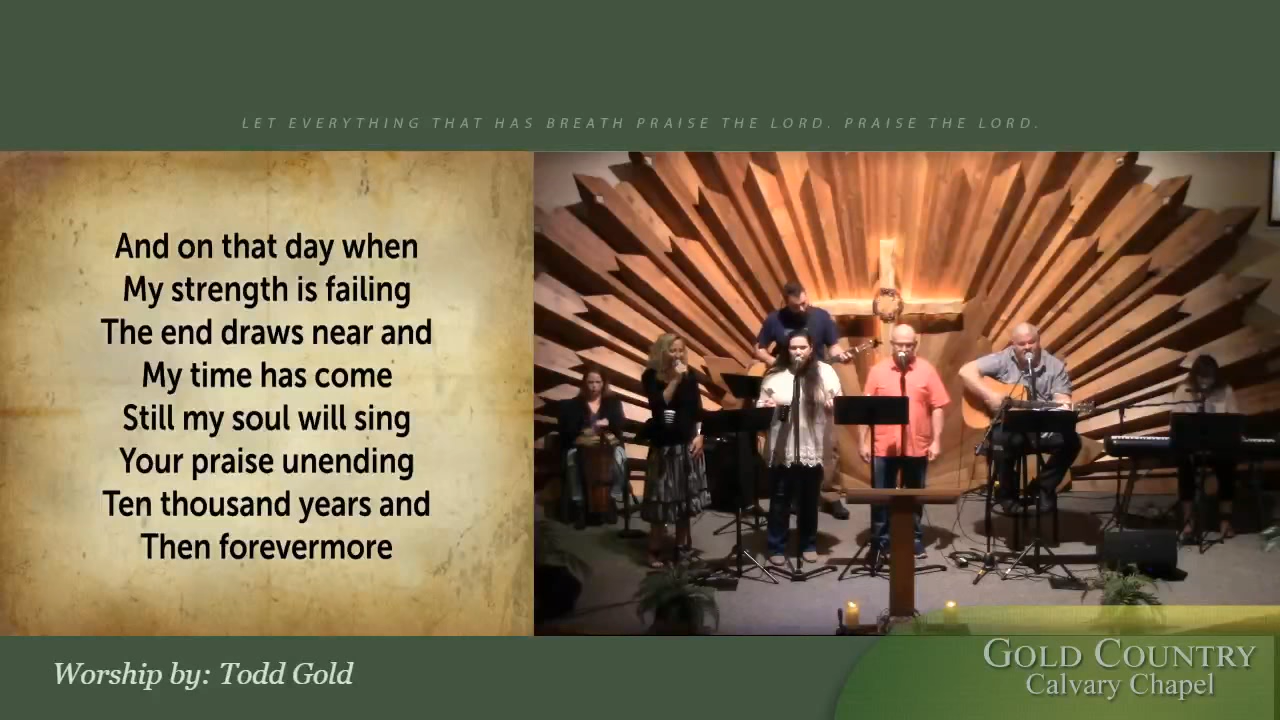 LET EVERYTHING THAT HAS BREATH PRAISE THE LORD. PRAISE THE LORD.
And on that day when
My strength is failing
The end draws near and
My time has come
Still my soul will sing
Your praise unending
Ten thousand years and
Then forevermore
Worship by: Todd Gold
GOLD COUNTRY
Calvary Chapel